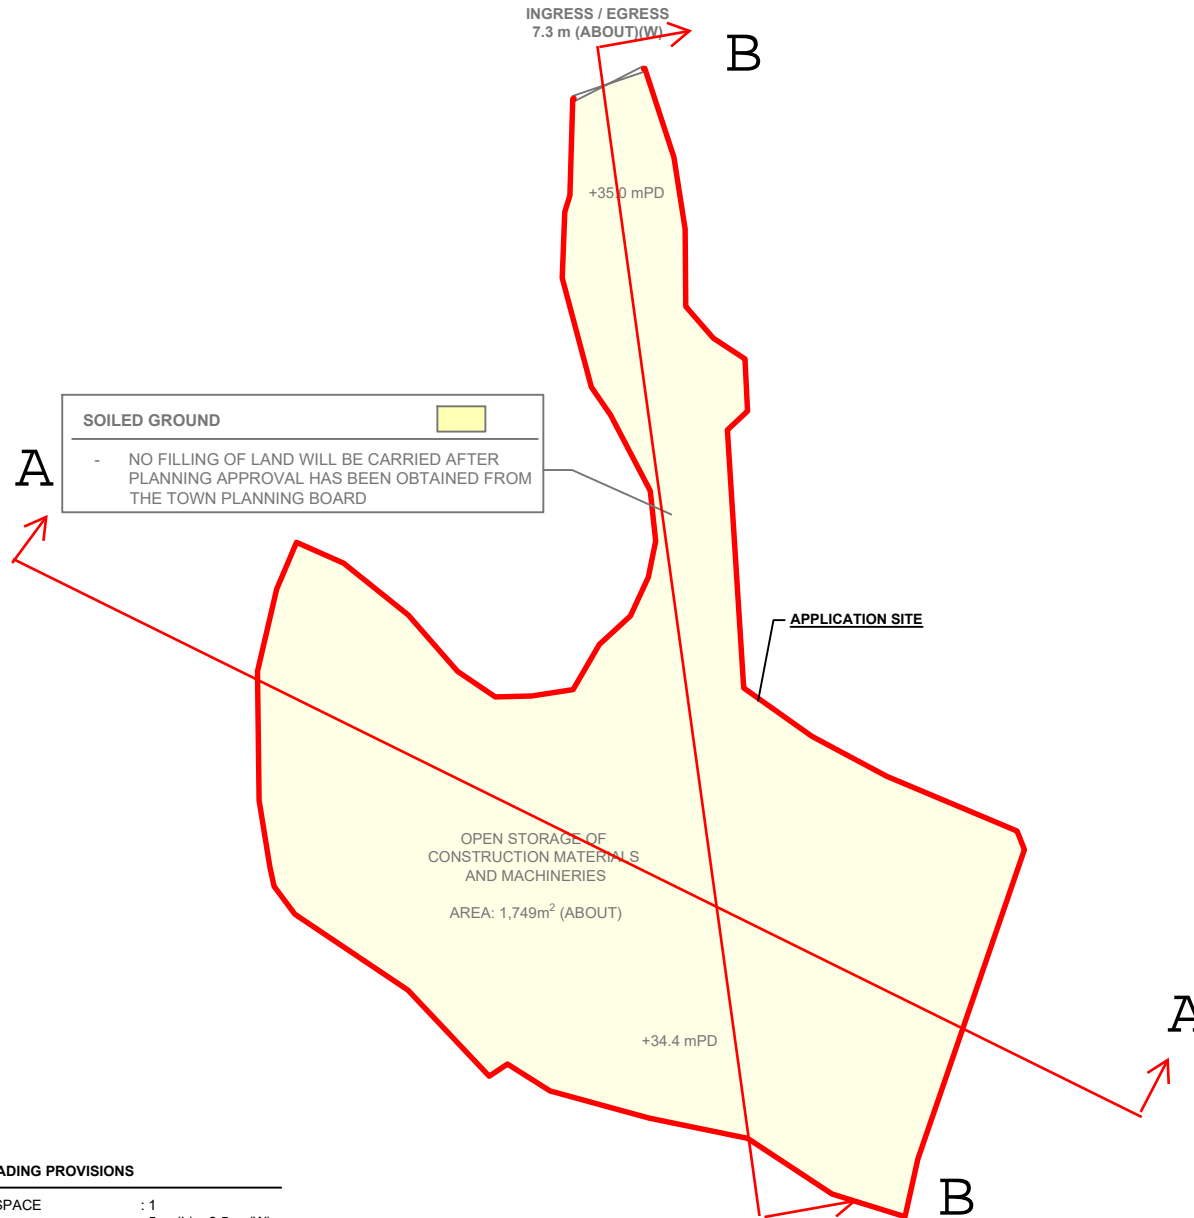 INGRESS / EGRESS
7.3 m (ABOUT)(W)
B
+35.0 mPD
SOILED GROUND
- NO FILLING OF LAND WILL BE CARRIED AFTER
PLANNING APPROVAL HAS BEEN OBTAINED FROM
THE TOWN PLANNING BOARD
A
APPLICATION SITE
OPEN STORAGE OF
CONSTRUCTION MATERIALS
AND MACHINERIES
AREA: 1,749m² (ABOUT)
A
+34.4 mPD
ADING PROVISIONS
SPACE : 1
B